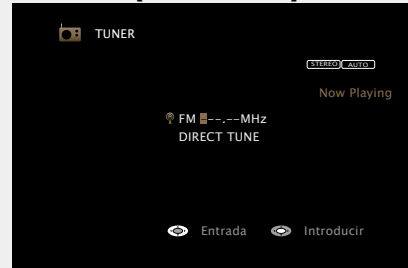 TUNER
STEREO AUTO
Now Playing
FM --.--MHz
DIRECT TUNE
Entrada Introducir